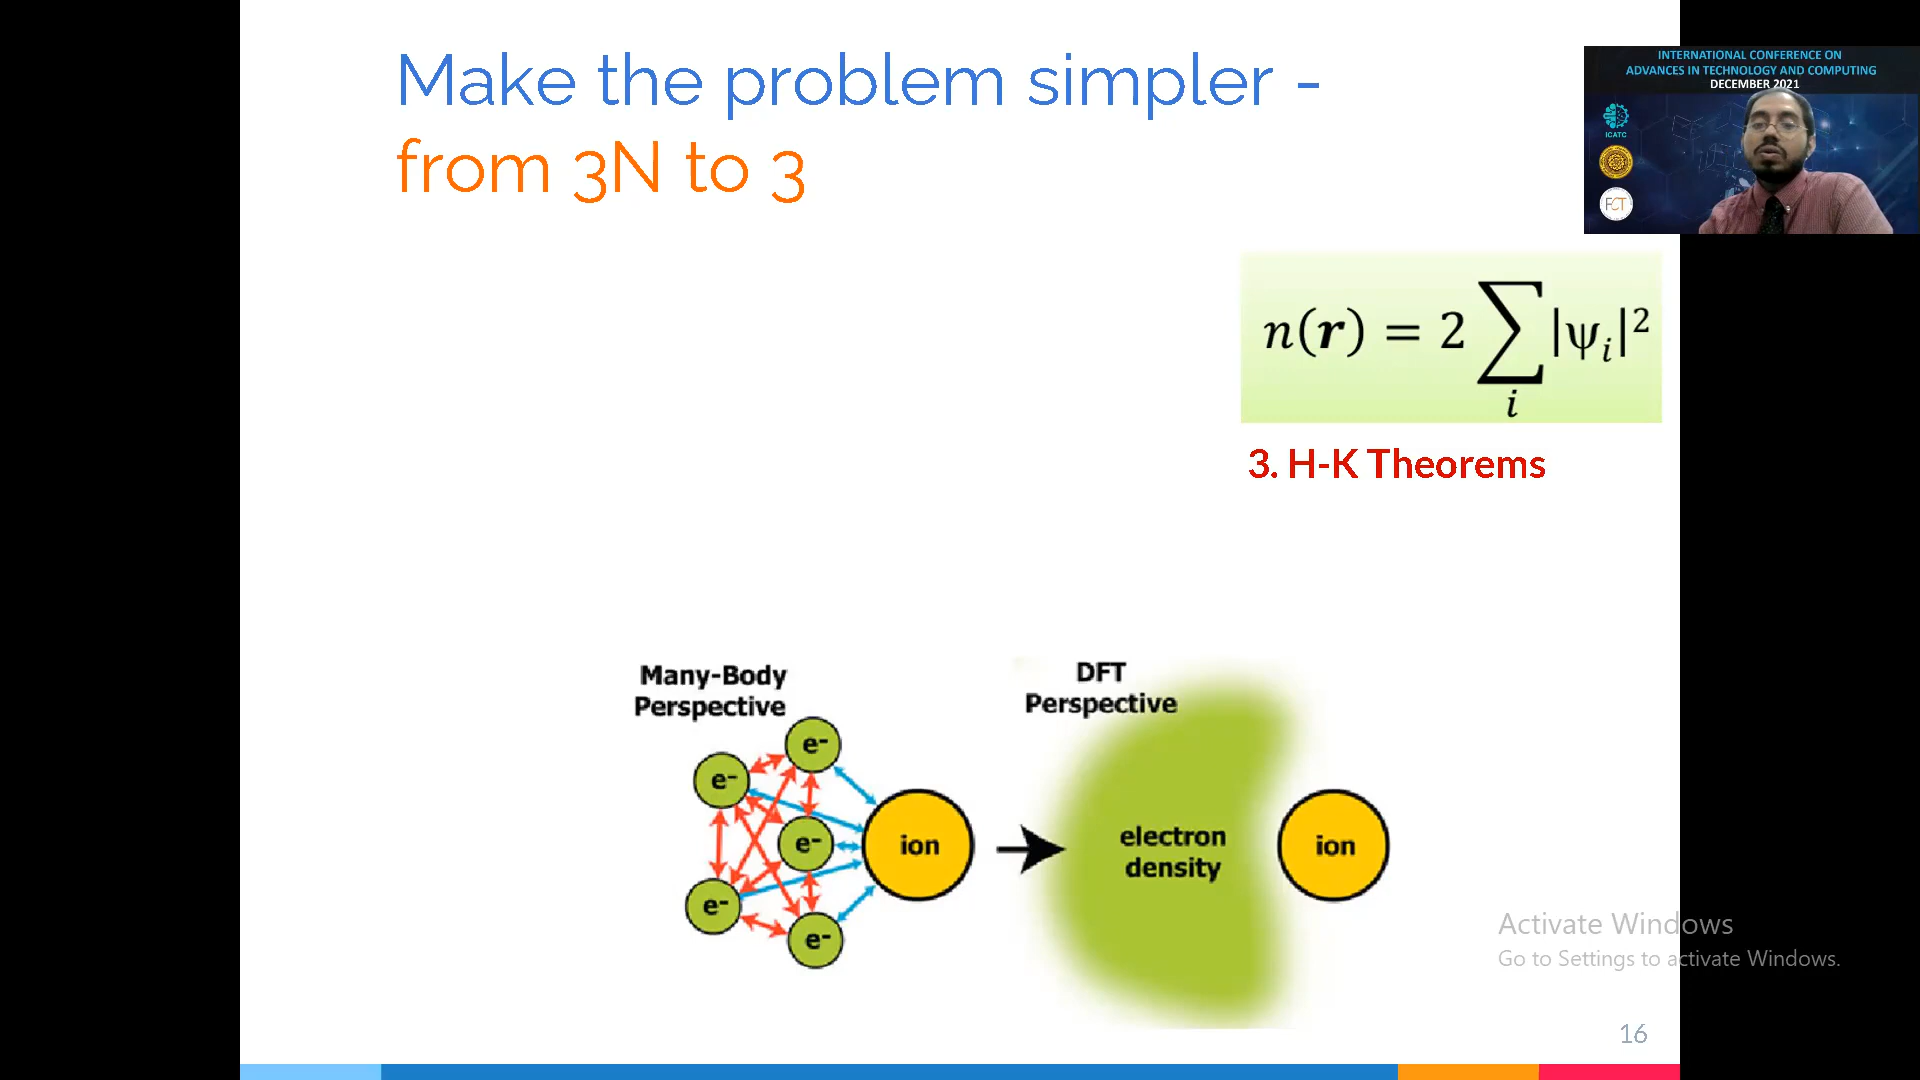 Make the problem simpler -
from 3N to 3
INTERNATIONAL CONFERENCE ON
ADVANCES IN TECHNOLOGY AND COMPUTING
DECEMBER 2021
ICATC
FCT
n(r) = 2 ∑ |ψi|²
i
3. H-K Theorems
Many-Body
Perspective
DFT
Perspective
e-
e-
e-
e-
e-
ion
electron
density
ion
Activate Windows
Go to Settings to activate Windows.
16